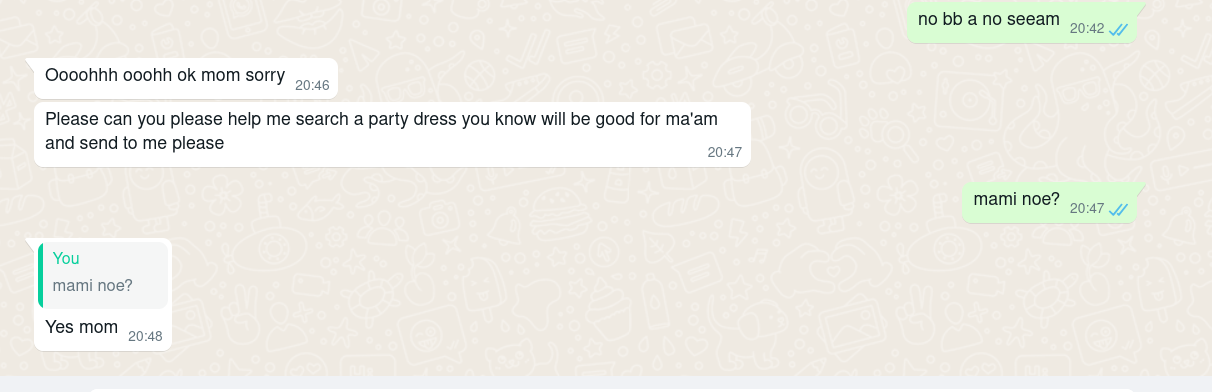 no bb a no seeam 20:42
Oooohhh ooohh ok mom sorry 20:46
Please can you please help me search a party dress you know will be good for ma'am
and send to me please 20:47
mami noe? 20:47
You
mami noe?
Yes mom 20:48